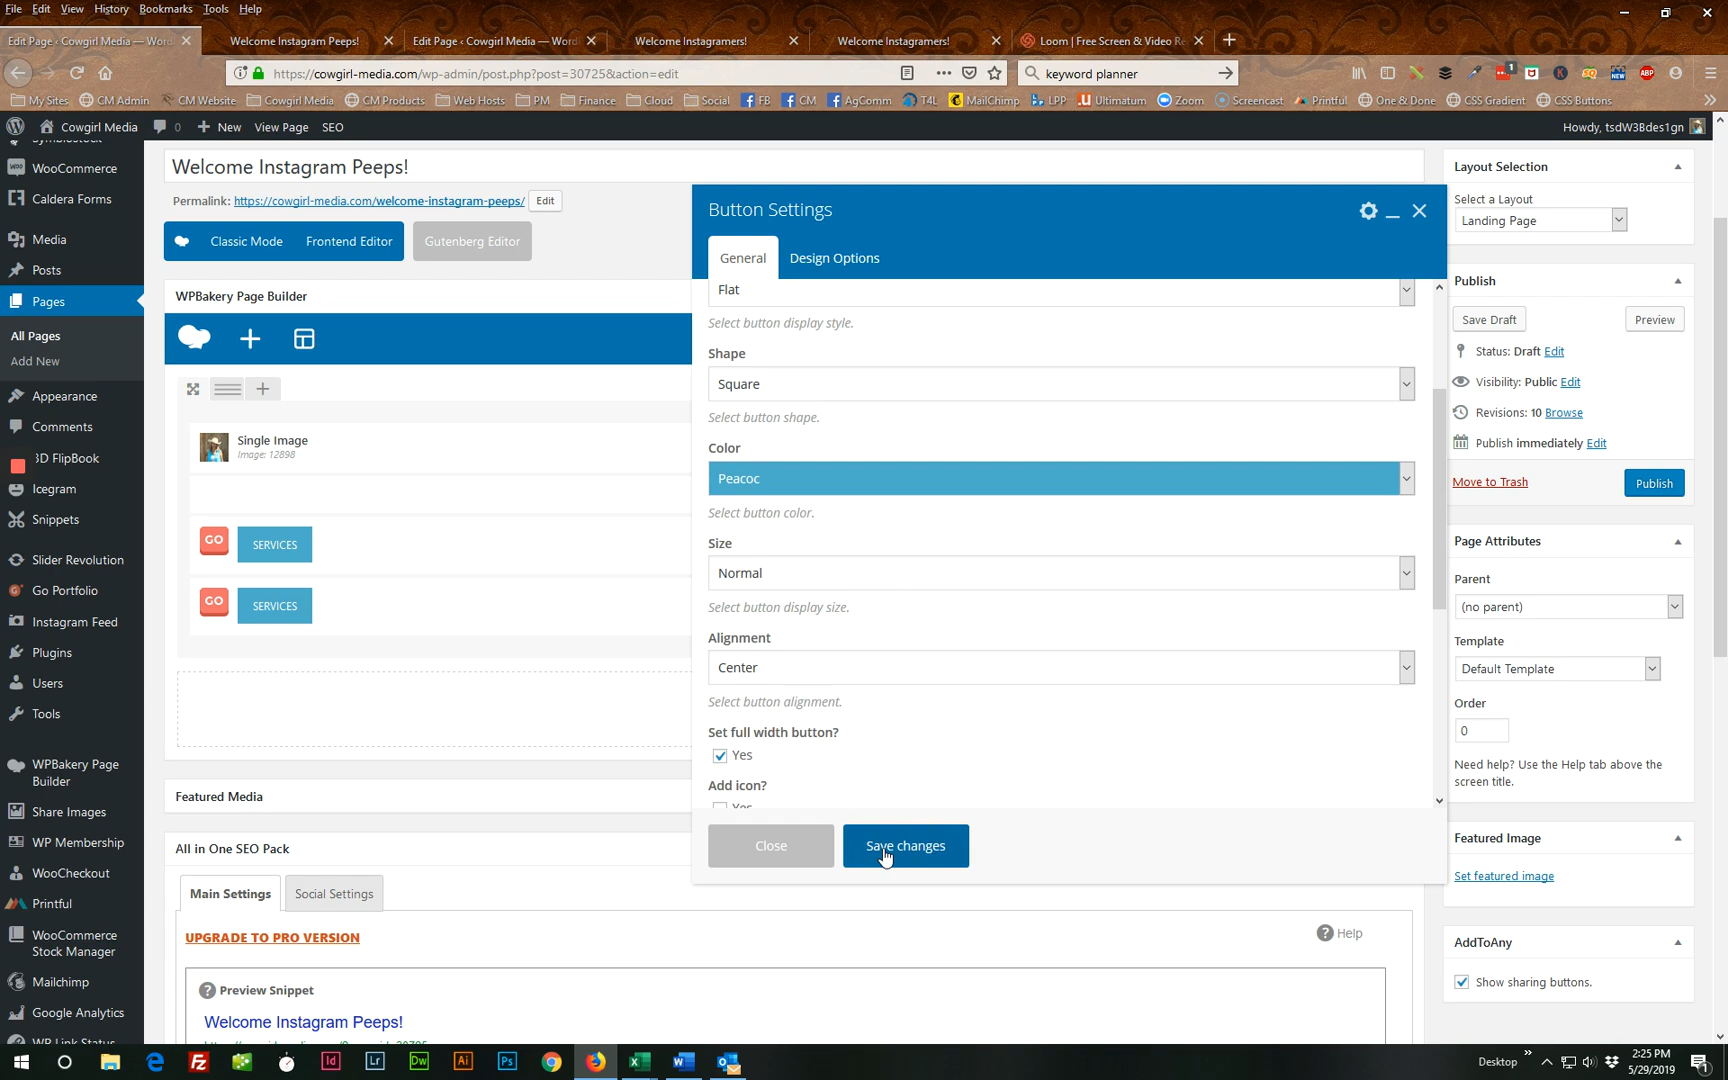 File Edit View History Bookmarks Tools Help
Edit Page ‹ Cowgirl Media — Word
Welcome Instagram Peeps!
Edit Page ‹ Cowgirl Media — Word
Welcome Instagramers!
Welcome Instagramers!
Loom | Free Screen & Video Re
https://cowgirl-media.com/wp-admin/post.php?post=30725&action=edit
keyword planner
My Sites CM Admin CM Website Cowgirl Media CM Products Web Hosts PM Finance Cloud Social FB CM AgComm T4L MailChimp LPP Ultimatum Zoom Screencast Printful One & Done CSS Gradient CSS Buttons
Cowgirl Media 0 New View Page SEO
Howdy, tsdW3Bdes1gn
WooCommerce
Caldera Forms
Media
Posts
Pages
All Pages
Add New
Appearance
Comments
3D FlipBook
Icegram
Snippets
Slider Revolution
Go Portfolio
Instagram Feed
Plugins
Users
Tools
WPBakery Page
Builder
Share Images
WP Membership
WooCheckout
Printful
WooCommerce
Stock Manager
Mailchimp
Google Analytics
WP Link Status
Welcome Instagram Peeps!
Permalink: https://cowgirl-media.com/welcome-instagram-peeps/ Edit
Classic Mode Frontend Editor Gutenberg Editor
WPBakery Page Builder
Single Image
Image: 12898
GO SERVICES
GO SERVICES
Featured Media
All in One SEO Pack
Main Settings Social Settings
UPGRADE TO PRO VERSION
Help
Preview Snippet
Welcome Instagram Peeps!
Button Settings
General Design Options
Flat
Select button display style.
Shape
Square
Select button shape.
Color
Peacoc
Select button color.
Size
Normal
Select button display size.
Alignment
Center
Select button alignment.
Set full width button?
Yes
Add icon?
Yes
Close Save changes
Layout Selection
Select a Layout
Landing Page
Publish
Save Draft Preview
Status: Draft Edit
Visibility: Public Edit
Revisions: 10 Browse
Publish immediately Edit
Move to Trash Publish
Page Attributes
Parent
(no parent)
Template
Default Template
Order
0
Need help? Use the Help tab above the
screen title.
Featured Image
Set featured image
AddToAny
Show sharing buttons.
Desktop
2:25 PM
5/29/2019